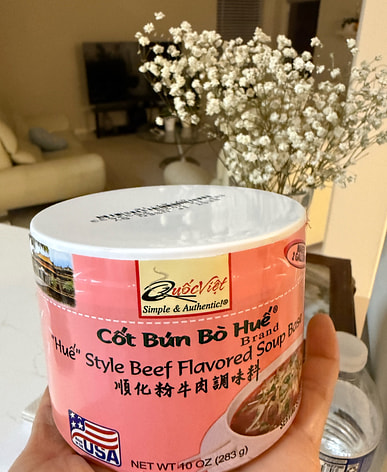 QuốcViệt®
Simple & Authentic!®
Cốt Bún Bò Huế®
Brand
"Huế" Style Beef Flavored Soup Base
順化粉牛肉調味料
USA
NET WT 10 OZ (283 g)